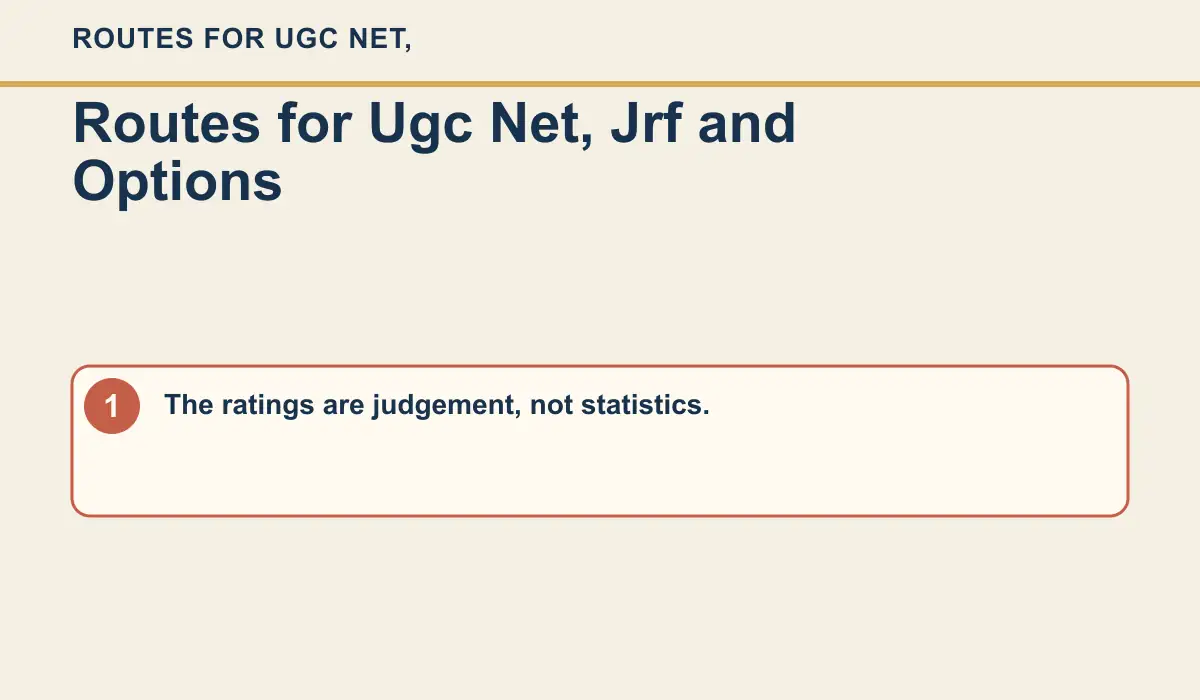 ROUTES FOR UGC NET,
Routes for Ugc Net, Jrf and
Options
1
The ratings are judgement, not statistics.